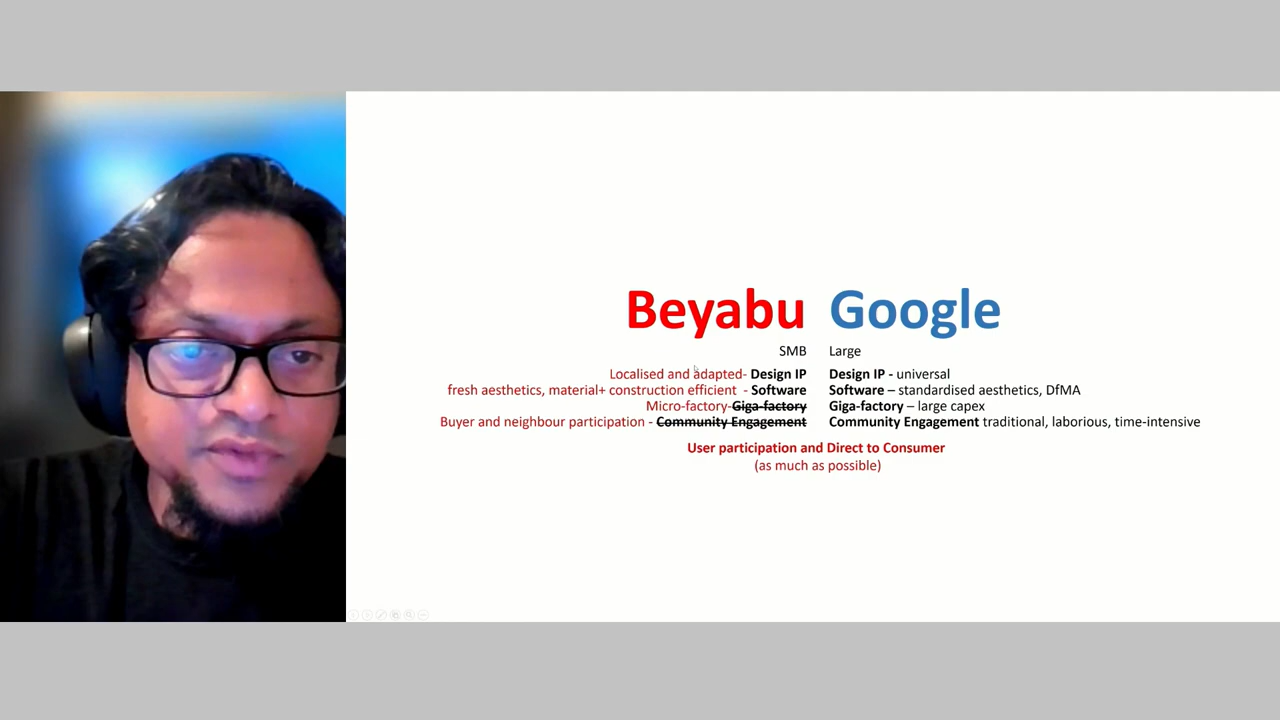 Beyabu Google
SMB Large
Localised and adapted- Design IP Design IP - universal
fresh aesthetics, material+ construction efficient - Software Software – standardised aesthetics, DfMA
Micro-factory-Giga-factory Giga-factory – large capex
Buyer and neighbour participation - Community Engagement Community Engagement traditional, laborious, time-intensive
User participation and Direct to Consumer
(as much as possible)